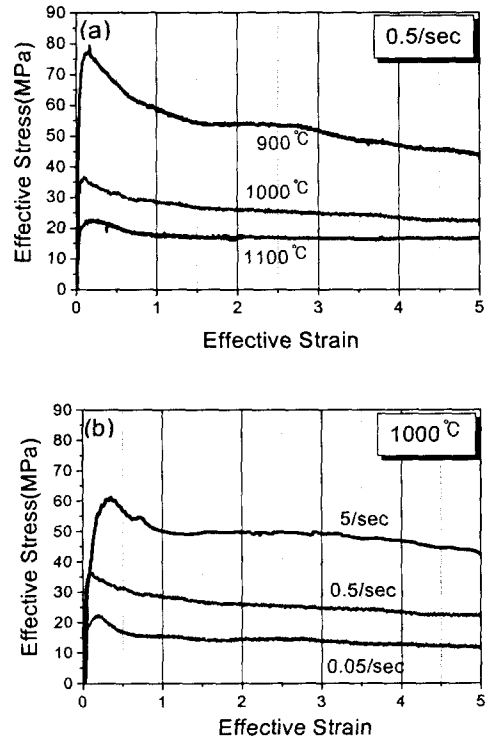 (a)
0.5/sec
Effective Stress(MPa)
90
80
70
60
50
40
30
20
10
0
900℃
1000℃
1100℃
0 1 2 3 4 5
Effective Strain
(b)
1000℃
Effective Stress(MPa)
90
80
70
60
50
40
30
20
10
0
5/sec
0.5/sec
0.05/sec
0 1 2 3 4 5
Effective Strain